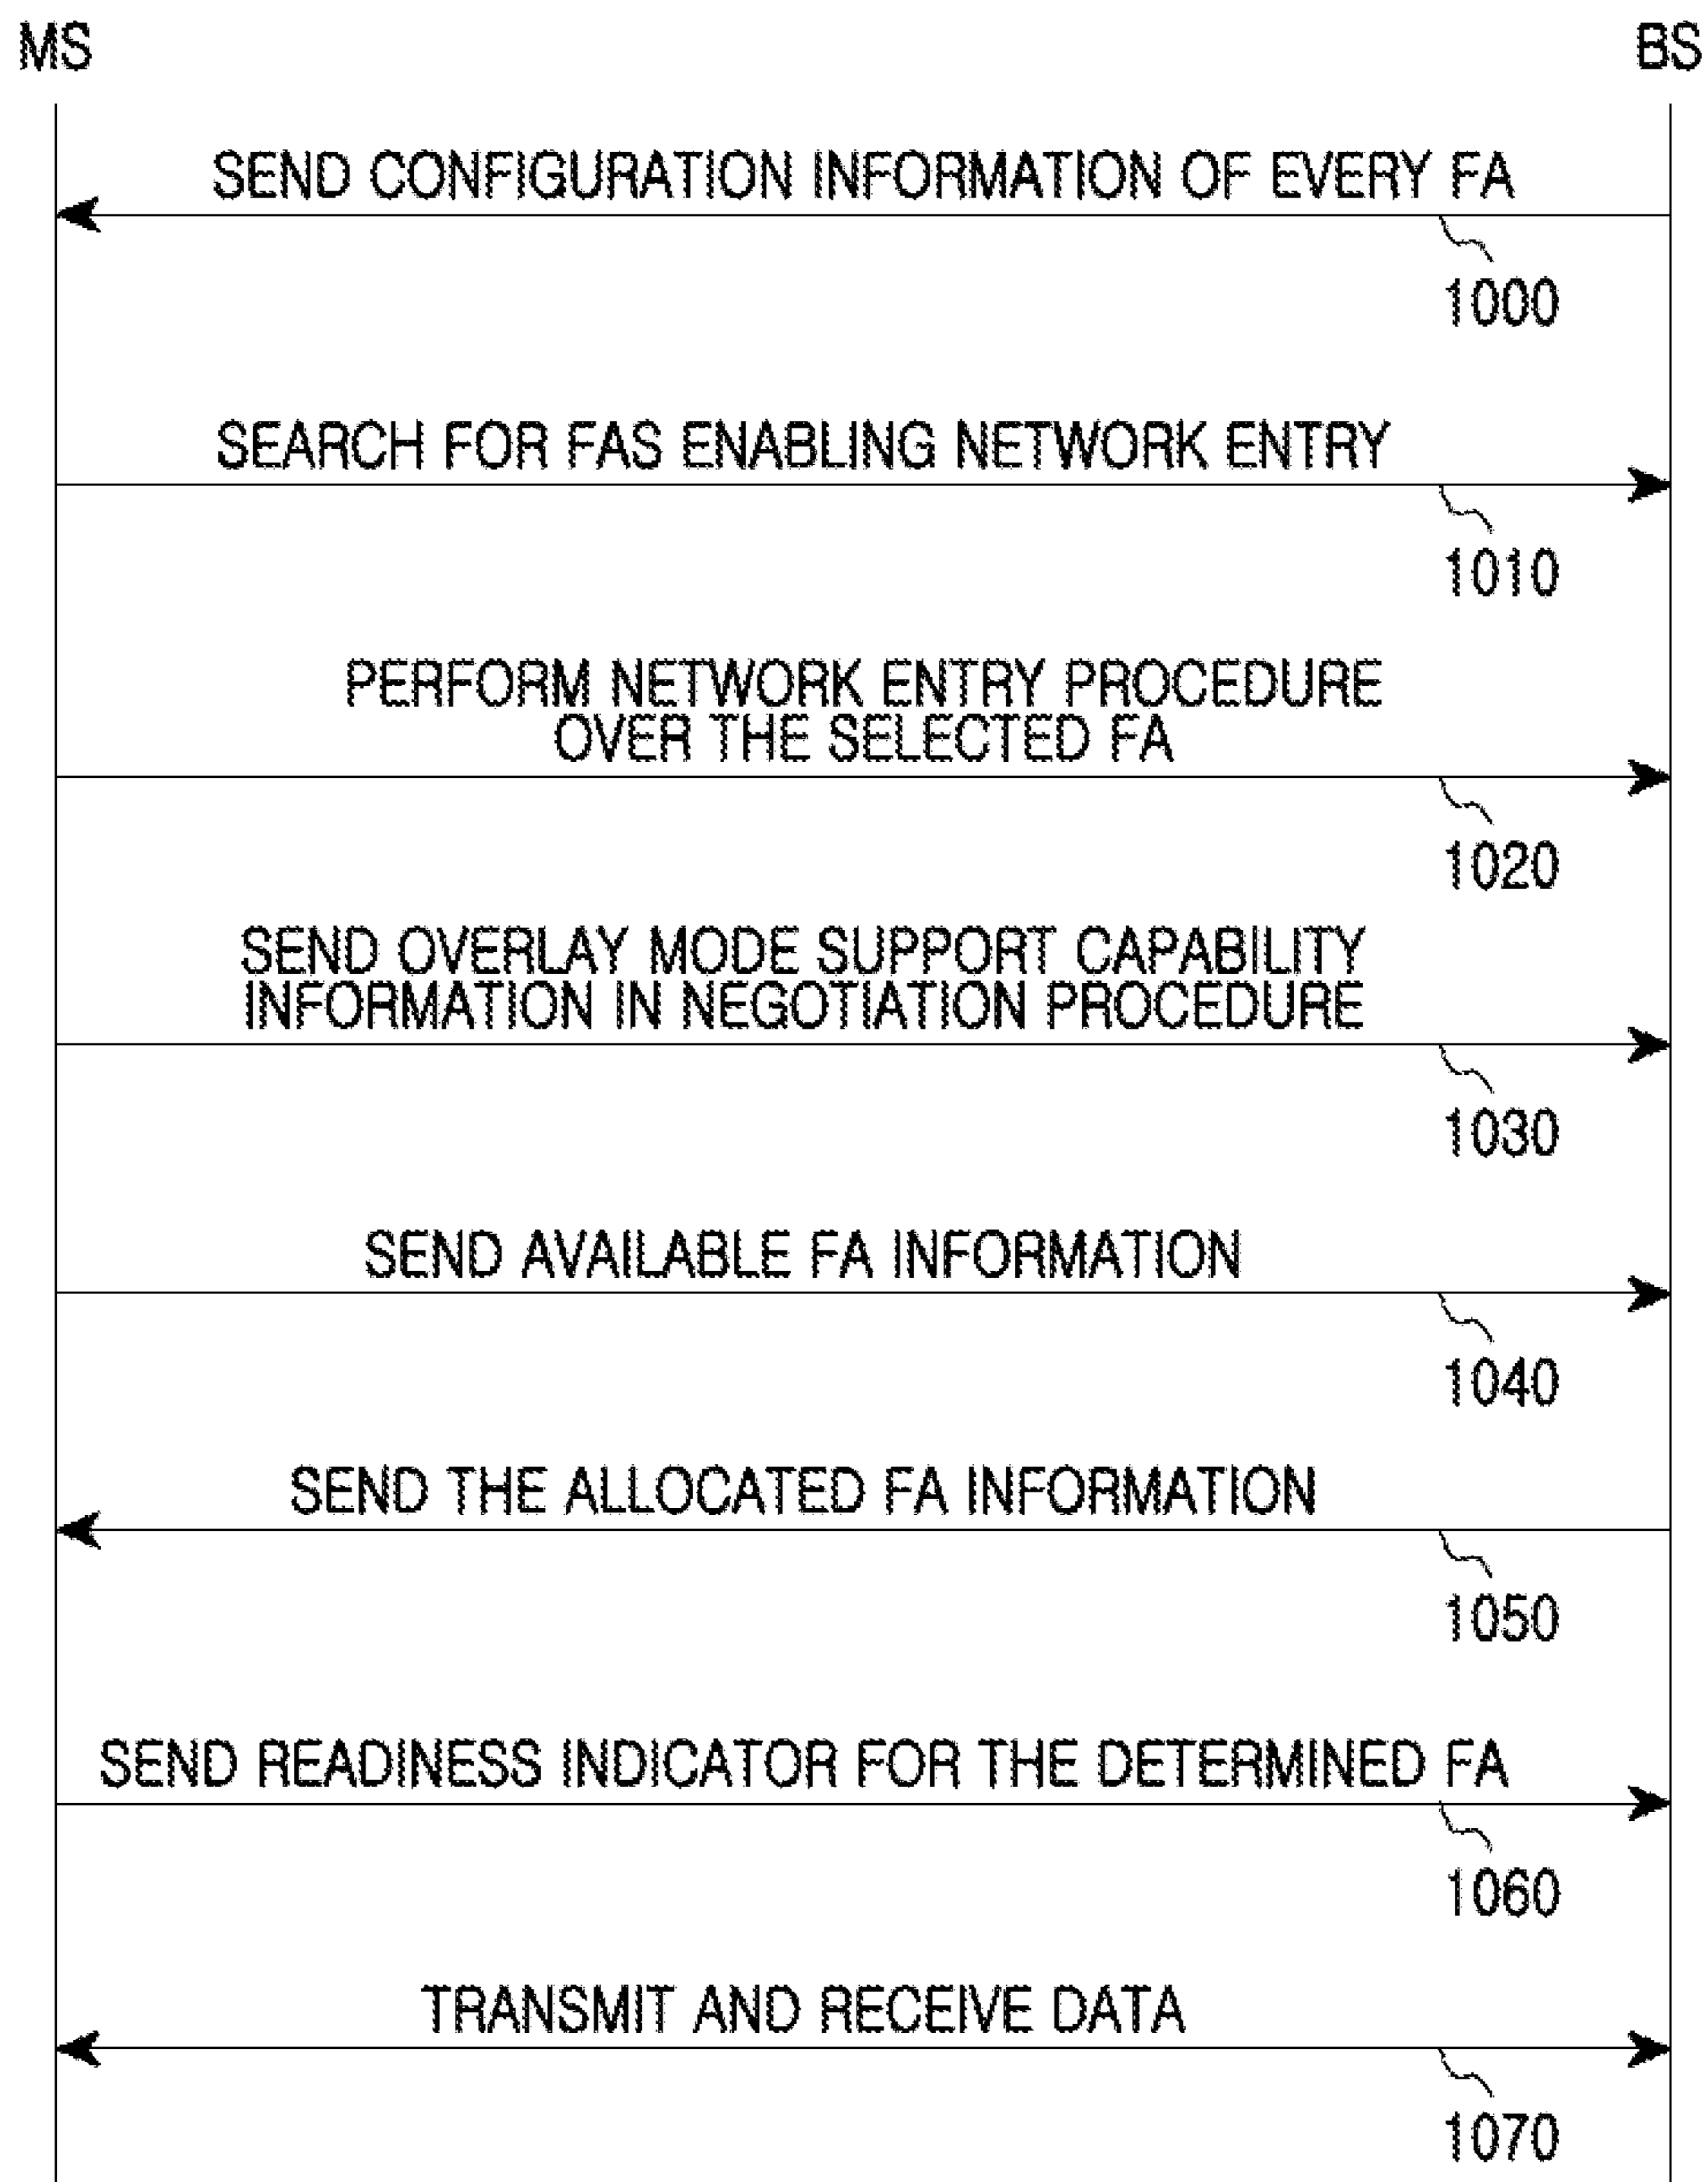 MS
BS
SEND CONFIGURATION INFORMATION OF EVERY FA
1000
SEARCH FOR FAS ENABLING NETWORK ENTRY
1010
PERFORM NETWORK ENTRY PROCEDURE
OVER THE SELECTED FA
1020
SEND OVERLAY MODE SUPPORT CAPABILITY
INFORMATION IN NEGOTIATION PROCEDURE
1030
SEND AVAILABLE FA INFORMATION
1040
SEND THE ALLOCATED FA INFORMATION
1050
SEND READINESS INDICATOR FOR THE DETERMINED FA
1060
TRANSMIT AND RECEIVE DATA
1070